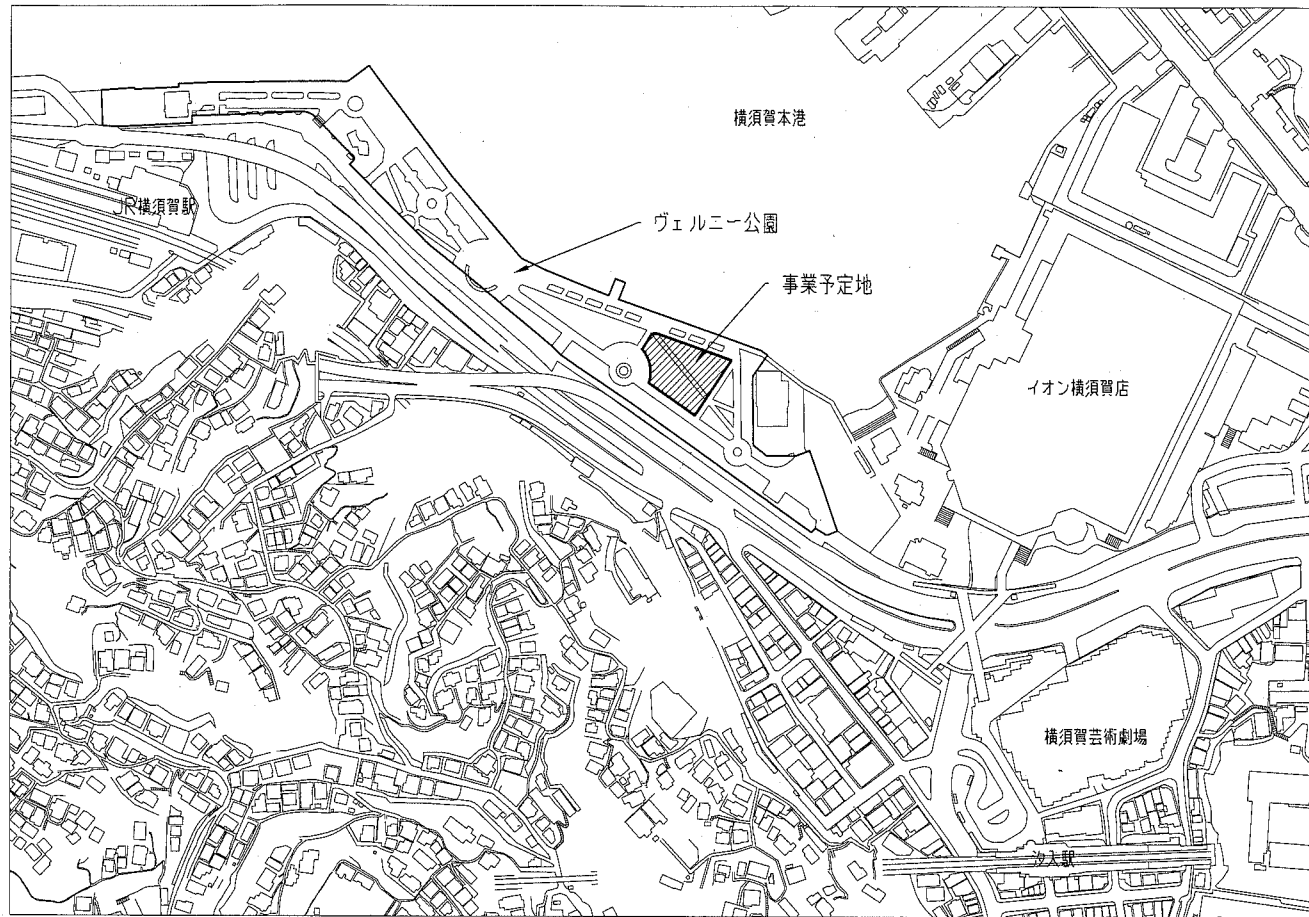 横須賀本港
JR横須賀駅
ヴェルニー公園
事業予定地
イオン横須賀店
横須賀芸術劇場
汐入駅